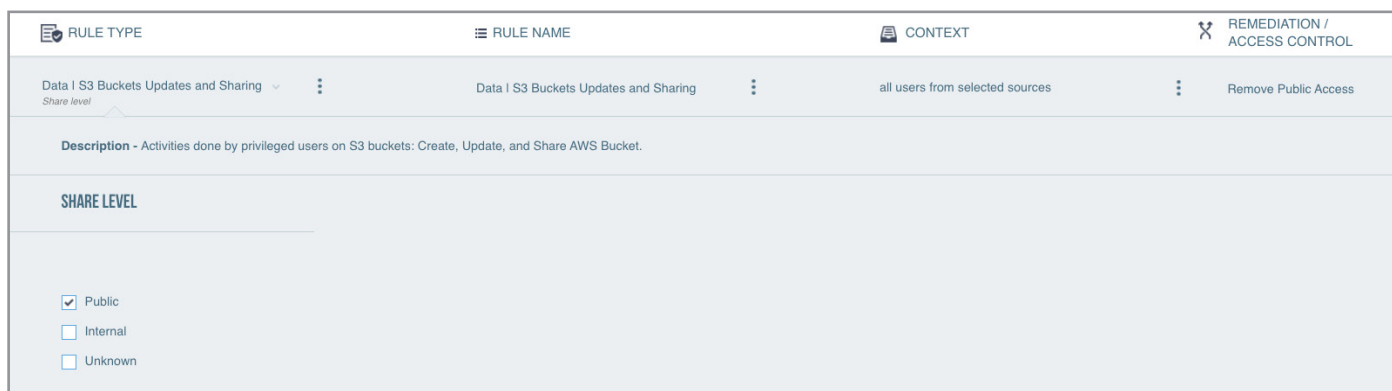 RULE TYPE
RULE NAME
CONTEXT
REMEDIATION /
ACCESS CONTROL
Data | S3 Buckets Updates and Sharing
Share level
Data | S3 Buckets Updates and Sharing
all users from selected sources
Remove Public Access
Description - Activities done by privileged users on S3 buckets: Create, Update, and Share AWS Bucket.
SHARE LEVEL
Public
Internal
Unknown